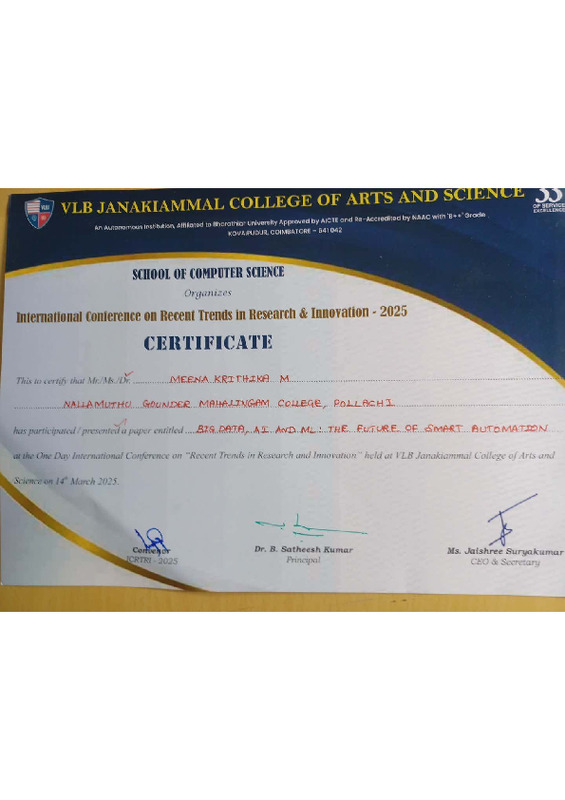 VLBJ
VLB JANAKIAMMAL COLLEGE OF ARTS AND SCIENCE
OF SERVICE
EXCELLENCE
An Autonomous Institution, Affiliated to Bharathiar University Approved by AICTE and Re-Accredited by NAAC with 'B++' Grade
KOVAIPUDUR, COIMBATORE - 641 042
SCHOOL OF COMPUTER SCIENCE
Organizes
International Conference on Recent Trends in Research & Innovation - 2025
CERTIFICATE
This to certify that Mr./Ms./Dr. MEENA KRITHIKA M
NALLAMUTHU GOUNDER MAHALINGAM COLLEGE, POLLACHI
has participated / presented a paper entitled BIG DATA, AI AND ML: THE FUTURE OF SMART AUTOMATION
at the One Day International Conference on "Recent Trends in Research and Innovation" held at VLB Janakiammal College of Arts and
Science on 14th March 2025.
Convenor
ICRTRI - 2025
Dr. B. Satheesh Kumar
Principal
Ms. Jaishree Suryakumar
CEO & Secretary